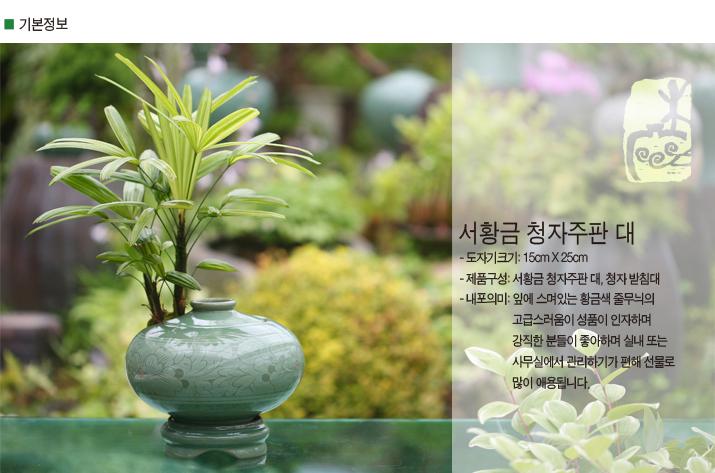 기본정보
서황금 청자주판 대
- 도자기크기: 15cm X 25cm
- 제품구성: 서황금 청자주판 대, 청자 받침대
- 내포의미: 잎에 스며있는 황금색 줄무늬의
고급스러움이 성품이 인자하며
강직한 분들이 좋아하며 실내 또는
사무실에서 관리하기가 편해 선물로
많이 애용됩니다.